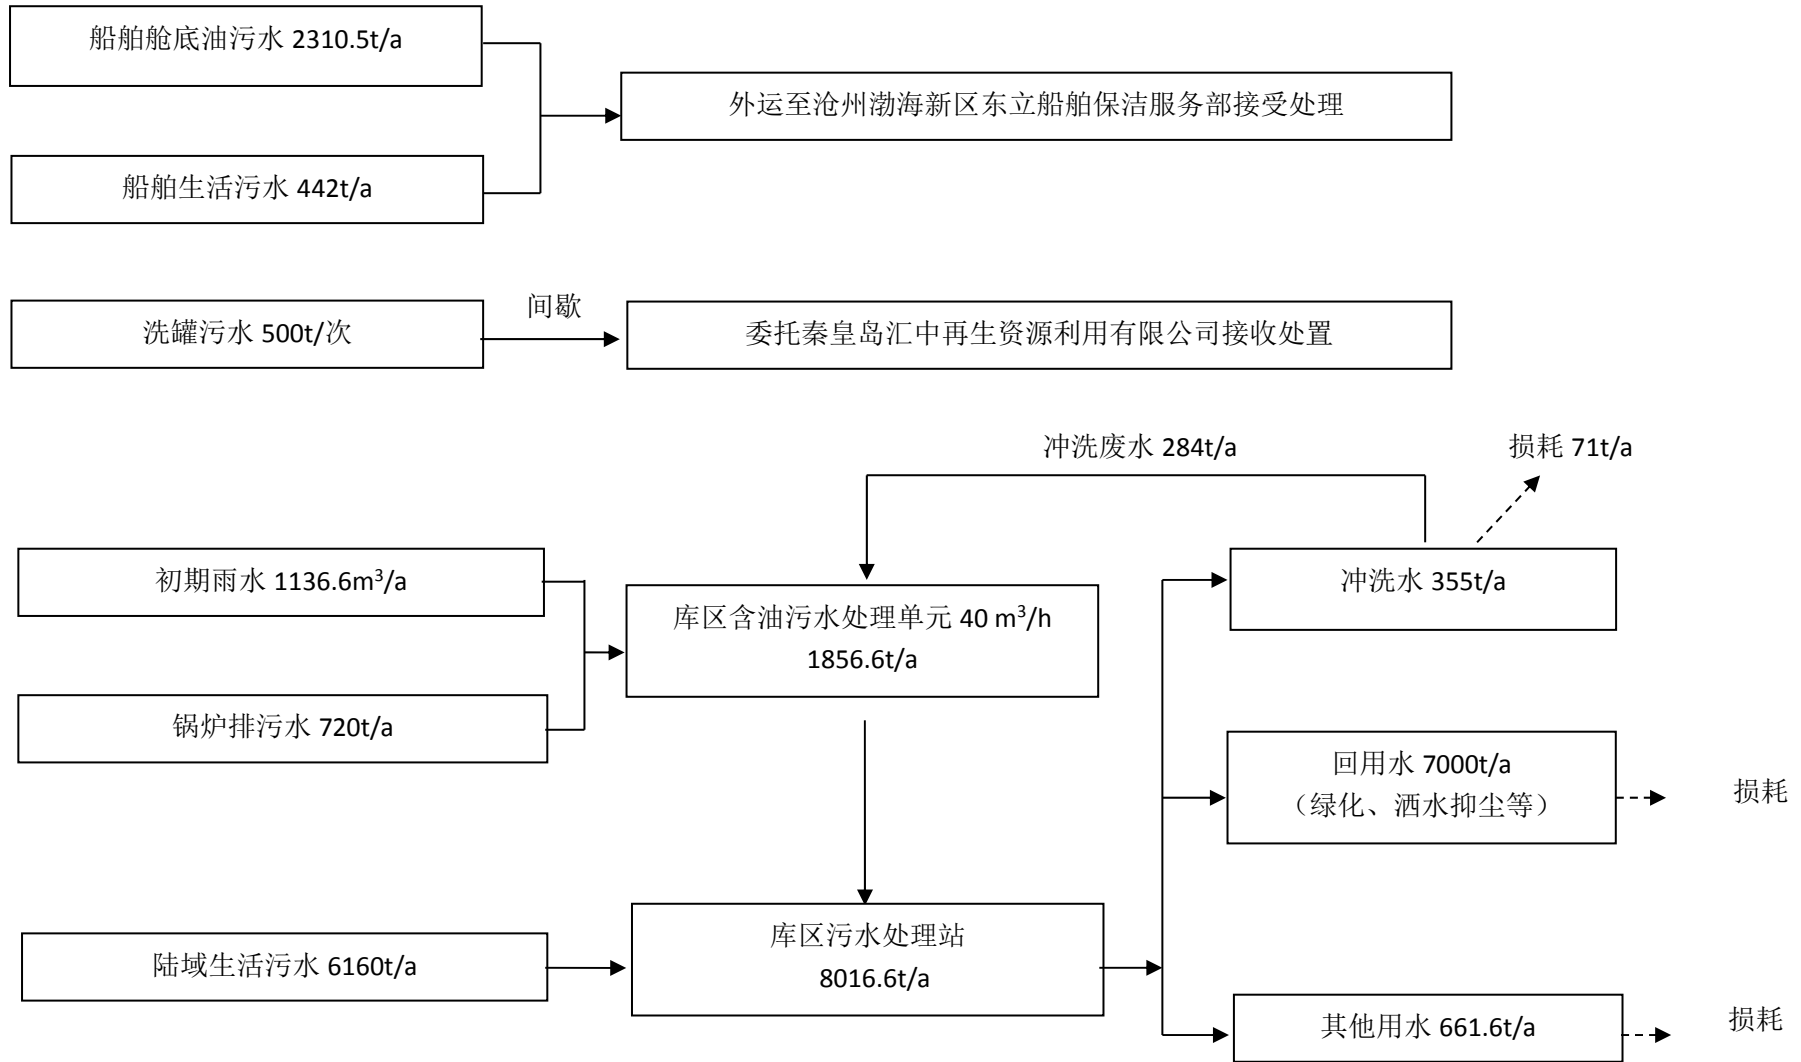 船舶舱底油污水 2310.5t/a
外运至沧州渤海新区东立船舶保洁服务部接受处理
船舶生活污水 442t/a
洗罐污水 500t/次
间歇
委托秦皇岛汇中再生资源利用有限公司接收处置
冲洗废水 284t/a
损耗 71t/a
初期雨水 1136.6m³/a
锅炉排污水 720t/a
库区含油污水处理单元 40 m³/h
1856.6t/a
冲洗水 355t/a
回用水 7000t/a
（绿化、洒水抑尘等）
损耗
陆域生活污水 6160t/a
库区污水处理站
8016.6t/a
其他用水 661.6t/a
损耗